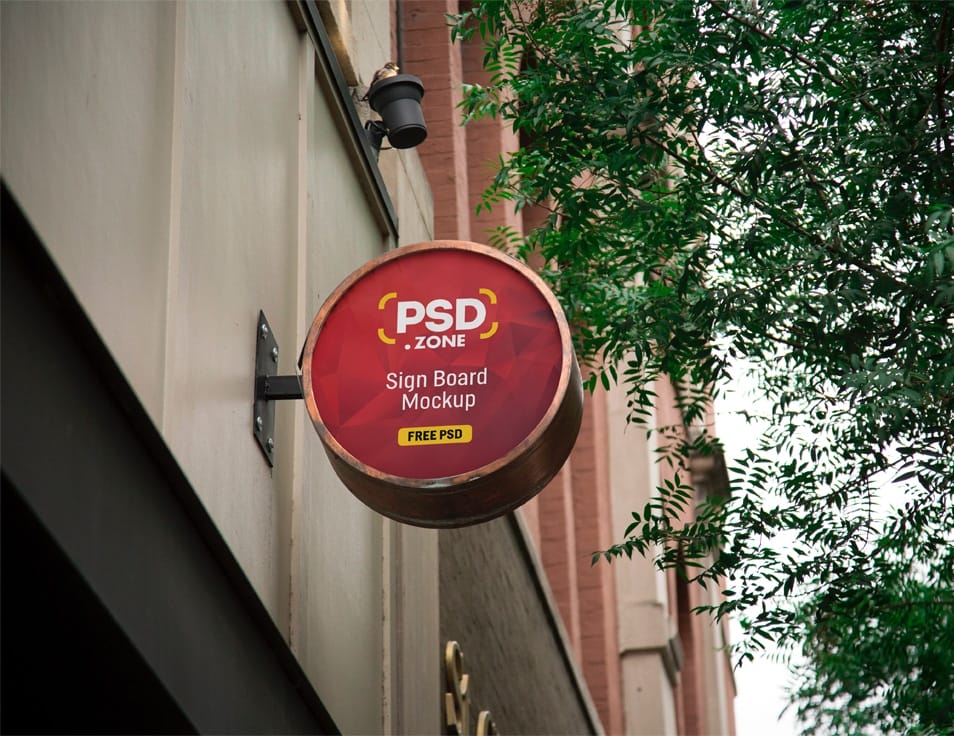 PSD
.ZONE
Sign Board
Mockup
FREE PSD